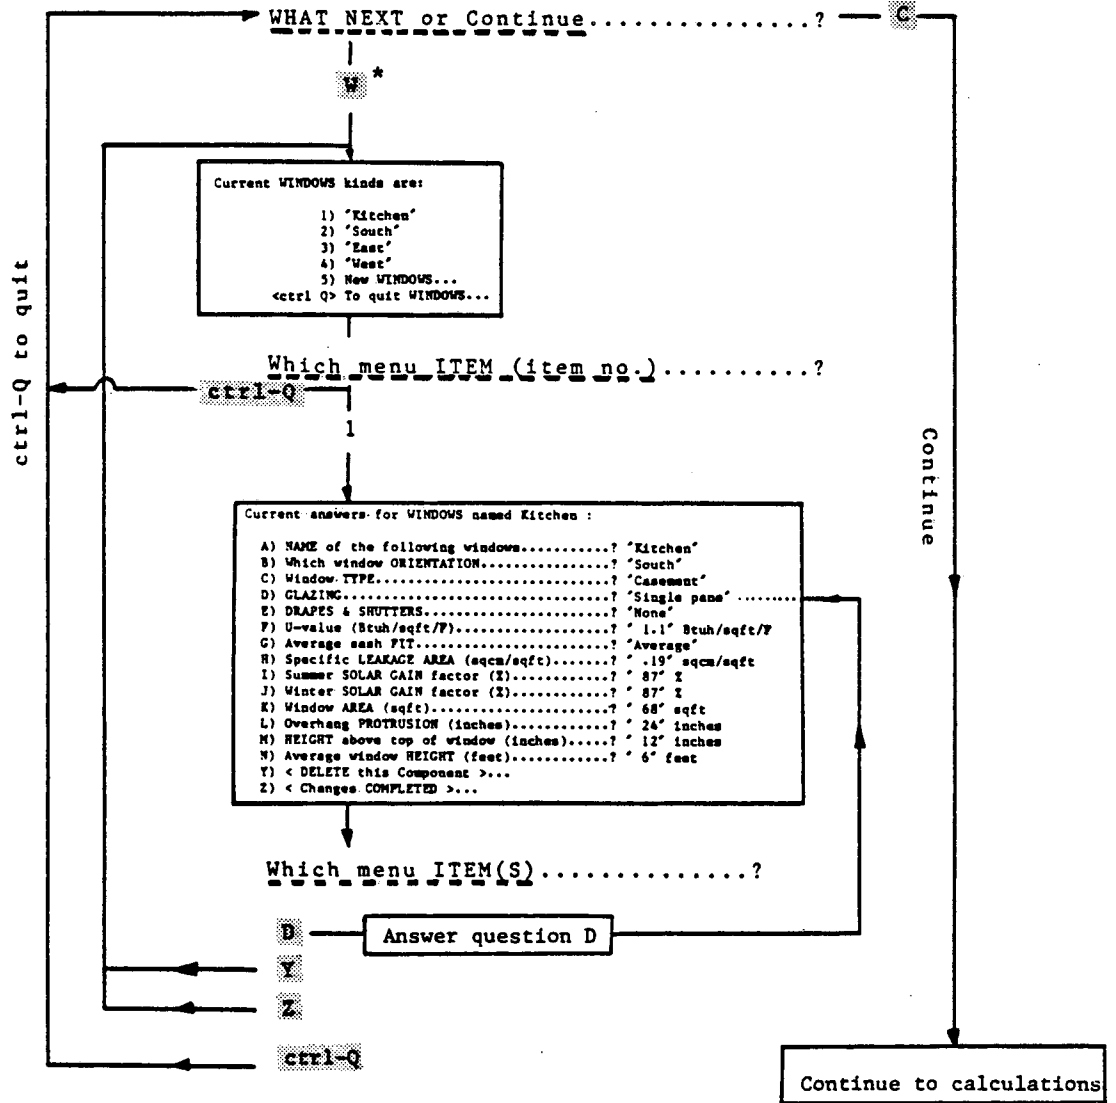 WHAT NEXT or Continue...............? C
W *
Current WINDOWS kinds are:
1) "Kitchen"
2) "South"
3) "East"
4) "West"
5) New WINDOWS...
<ctrl Q> To quit WINDOWS...
ctrl-Q to quit
Which menu ITEM (item no.)..........?
ctrl-Q
1
Continue
Current answers for WINDOWS named Kitchen :
A) NAME of the following windows...........? "Kitchen"
B) Which window ORIENTATION................? "South"
C) Window TYPE.............................? "Casement"
D) GLAZING.................................? "Single pane" ..........
E) DRAPES & SHUTTERS.......................? "None"
F) U-value (Btuh/sqft/F)...................? " 1.1" Btuh/sqft/F
G) Average sash FIT........................? "Average"
H) Specific LEAKAGE AREA (sqcm/sqft).......? " .19" sqcm/sqft
I) Summer SOLAR GAIN factor (%)............? " 87" %
J) Winter SOLAR GAIN factor (%)............? " 87" %
K) Window AREA (sqft)......................? " 68" sqft
L) Overhang PROTRUSION (inches)............? " 24" inches
M) HEIGHT above top of window (inches).....? " 12" inches
N) Average window HEIGHT (feet)............? " 6" feet
Y) < DELETE this Component >...
Z) < Changes COMPLETED >...
Which menu ITEM(S)...............?
D Answer question D
Y
Z
ctrl-Q
Continue to calculations